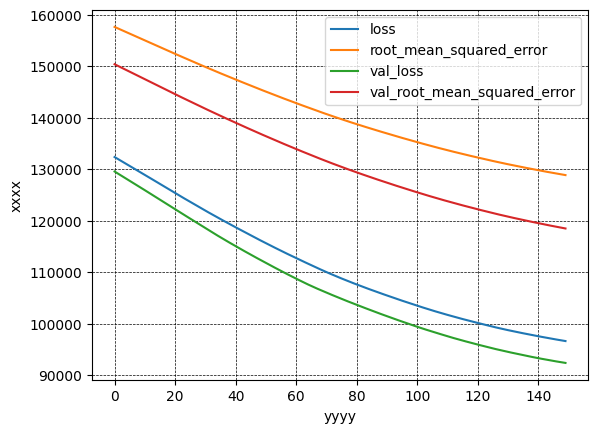 160000
150000
140000
130000
120000
110000
100000
90000
xxxx
loss
root_mean_squared_error
val_loss
val_root_mean_squared_error
0 20 40 60 80 100 120 140
yyyy